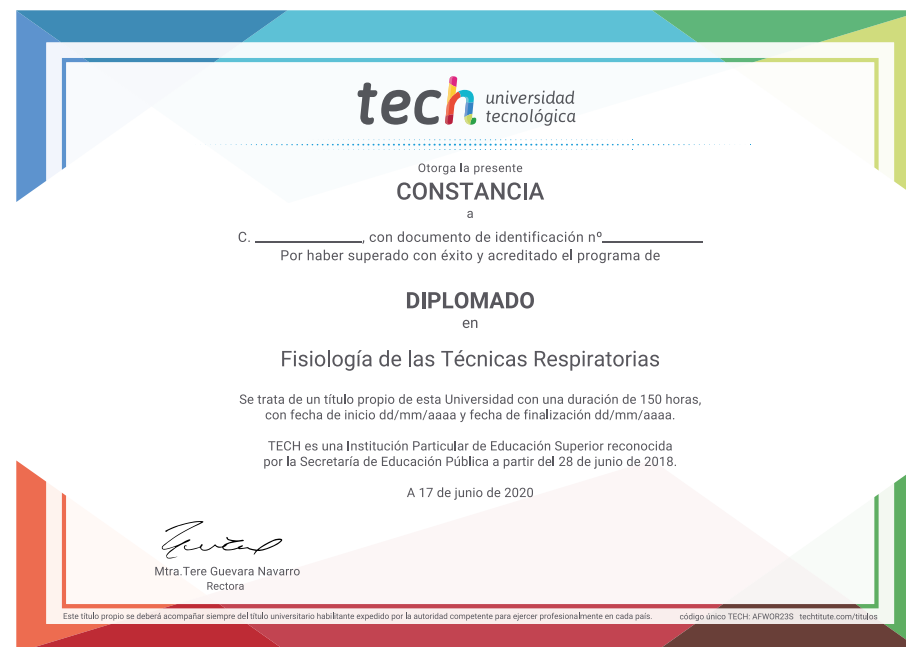 tech universidad
tecnológica
Otorga la presente
CONSTANCIA
a
C. ____________, con documento de identificación nº____________
Por haber superado con éxito y acreditado el programa de
DIPLOMADO
en
Fisiología de las Técnicas Respiratorias
Se trata de un título propio de esta Universidad con una duración de 150 horas,
con fecha de inicio dd/mm/aaaa y fecha de finalización dd/mm/aaaa.
TECH es una Institución Particular de Educación Superior reconocida
por la Secretaría de Educación Pública a partir del 28 de junio de 2018.
A 17 de junio de 2020
Mtra.Tere Guevara Navarro
Rectora
Este título propio se deberá acompañar siempre del título universitario habilitante expedido por la autoridad competente para ejercer profesionalmente en cada país. código único TECH: AFWOR23S techtitute.com/titulos